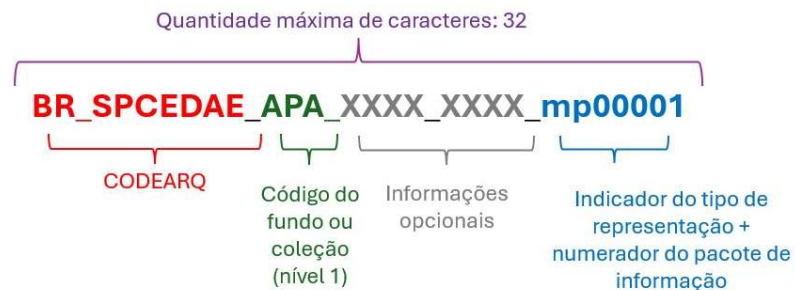 Quantidade máxima de caracteres: 32
BR_SPCEDAE_APA_XXXX_XXXX_mp00001
CODEARQ
Código do
fundo ou
coleção
(nível 1)
Informações
opcionais
Indicador do tipo de
representação +
numerador do pacote de
informação